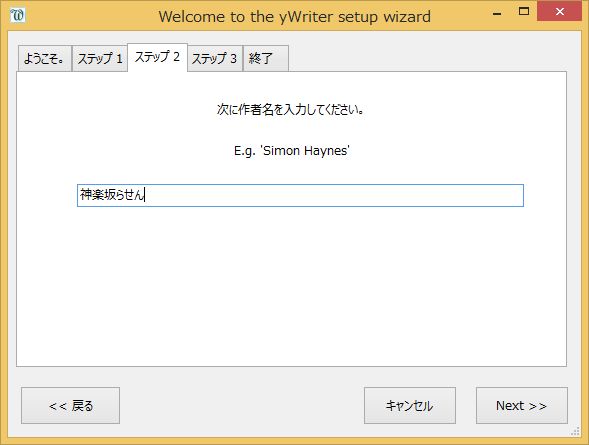 Welcome to the yWriter setup wizard
ようこそ。 ステップ 1 ステップ 2 ステップ 3 終了
次に作者名を入力してください。
E.g. 'Simon Haynes'
神楽坂らせん
<< 戻る キャンセル Next >>